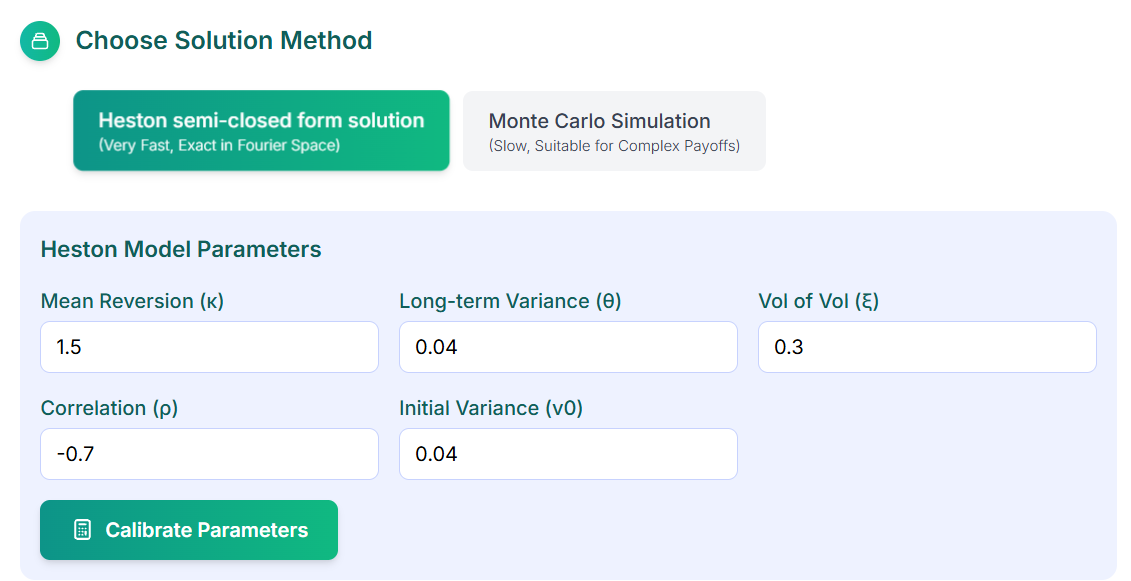 Choose Solution Method
Heston semi-closed form solution
(Very Fast, Exact in Fourier Space)
Monte Carlo Simulation
(Slow, Suitable for Complex Payoffs)
Heston Model Parameters
Mean Reversion (κ)
1.5
Long-term Variance (θ)
0.04
Vol of Vol (ξ)
0.3
Correlation (ρ)
-0.7
Initial Variance (v0)
0.04
Calibrate Parameters